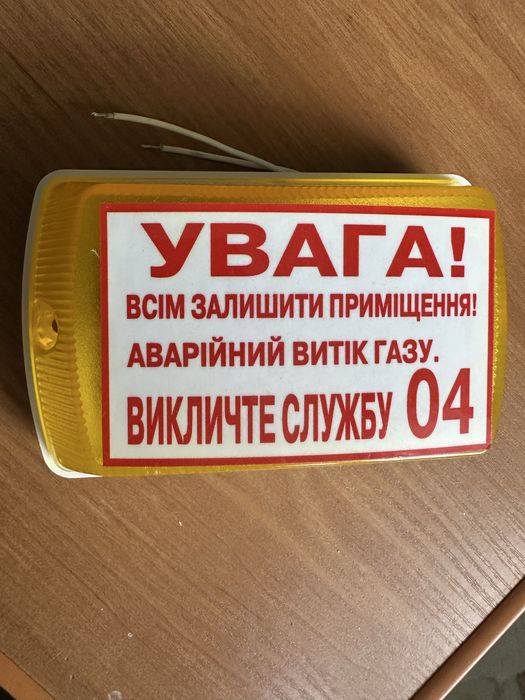 УВАГА!
ВСІМ ЗАЛИШИТИ ПРИМІЩЕННЯ!
АВАРІЙНИЙ ВИТІК ГАЗУ.
ВИКЛИЧТЕ СЛУЖБУ 04